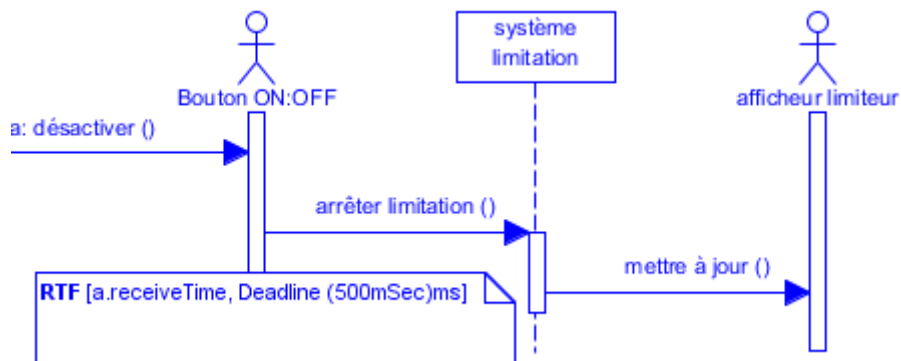 système
limitation
Bouton ON:OFF
afficheur limiteur
a: désactiver ()
arrêter limitation ()
mettre à jour ()
RTF [a.receiveTime, Deadline (500mSec)ms]